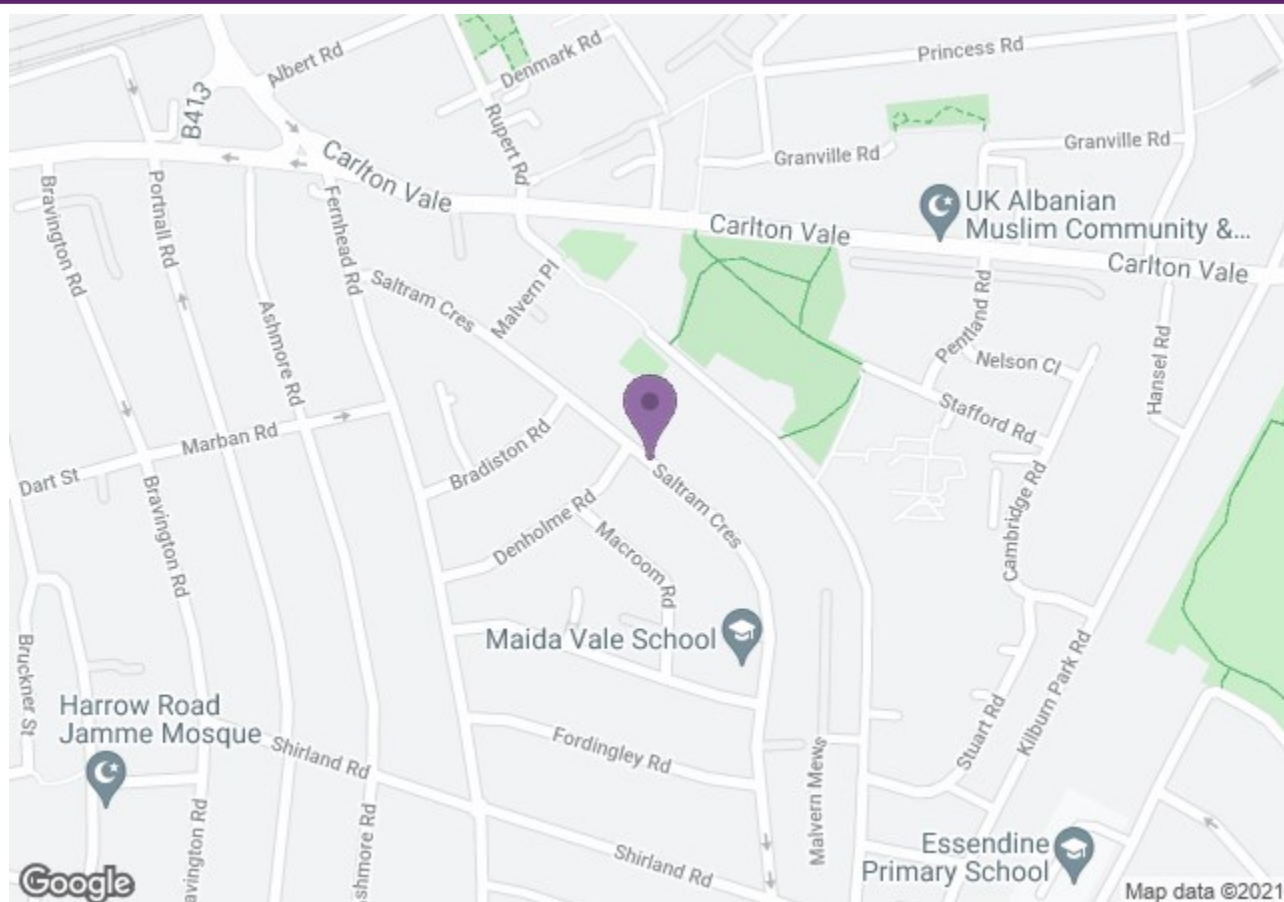 Albert Rd
Denmark Rd
Princess Rd
B413
Rupert Rd
Granville Rd
Granville Rd
Carlton Vale
UK Albanian
Muslim Community &...
Carlton Vale
Carlton Vale
Bravington Rd
Portnall Rd
Fernhead Rd
Saltram Cres
Malvern Pl
Pentland Rd
Nelson Cl
Hansel Rd
Ashmore Rd
Stafford Rd
Marban Rd
Bradiston Rd
Dart St
Saltram Cres
Bravington Rd
Denholme Rd
Macroom Rd
Cambridge Rd
Maida Vale School
Bruckner St
Kilburn Park Rd
Harrow Road
Jamme Mosque
Shirland Rd
Fordingley Rd
Malvern Mews
Stuart Rd
avington Rd
shmore Rd
Shirland Rd
Essendine
Primary School
Google
Map data ©2021